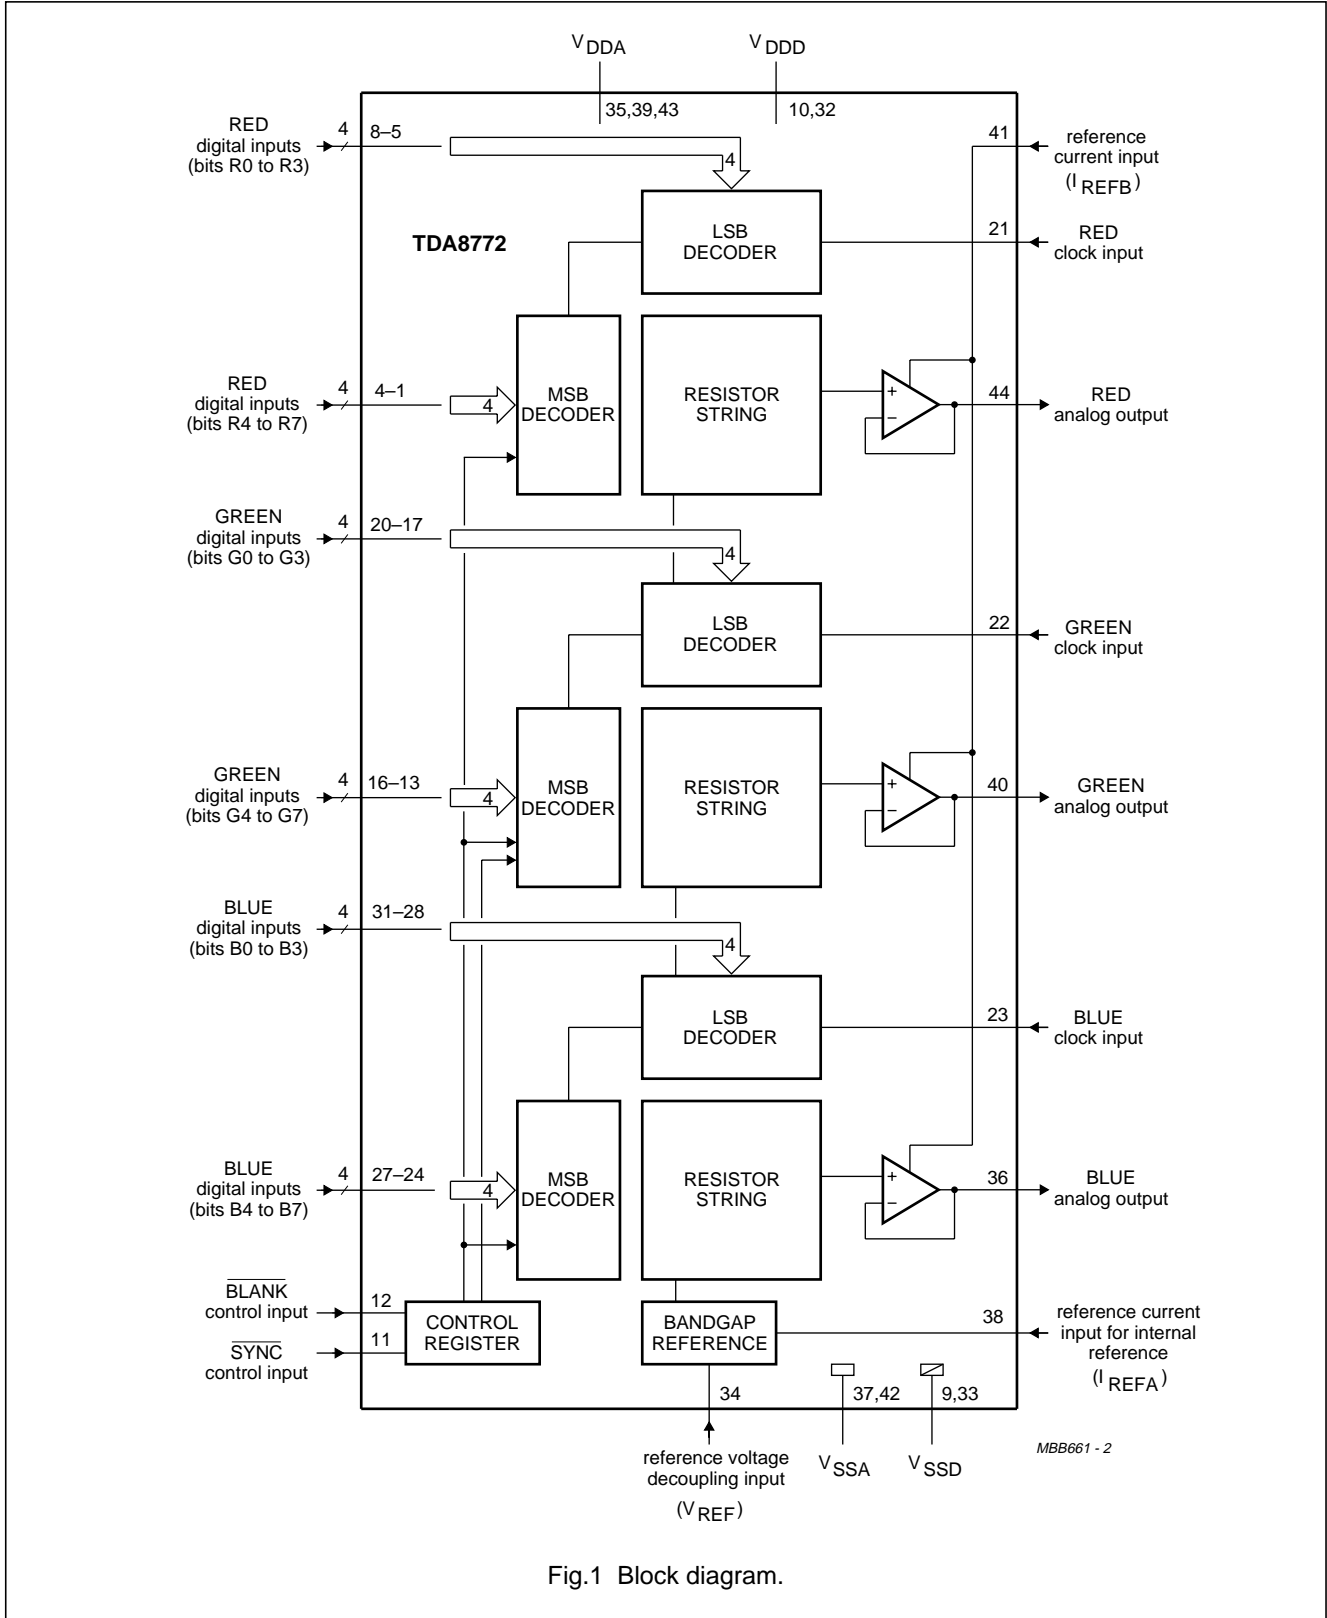 V DDA
V DDD
35,39,43
10,32
RED
digital inputs
(bits R0 to R3)
4
8–5
4
41
reference
current input
(I REFB)
TDA8772
LSB
DECODER
21
RED
clock input
RED
digital inputs
(bits R4 to R7)
4
4–1
4
MSB
DECODER
RESISTOR
STRING
+
−
44
RED
analog output
GREEN
digital inputs
(bits G0 to G3)
4
20–17
4
LSB
DECODER
22
GREEN
clock input
GREEN
digital inputs
(bits G4 to G7)
4
16–13
4
MSB
DECODER
RESISTOR
STRING
+
−
40
GREEN
analog output
BLUE
digital inputs
(bits B0 to B3)
4
31–28
4
LSB
DECODER
23
BLUE
clock input
BLUE
digital inputs
(bits B4 to B7)
4
27–24
4
MSB
DECODER
RESISTOR
STRING
+
−
36
BLUE
analog output
BLANK
control input
12
SYNC
control input
11
CONTROL
REGISTER
BANDGAP
REFERENCE
38
reference current
input for internal
reference
(I REFA)
34
37,42
9,33
reference voltage
decoupling input
(V REF)
V SSA
V SSD
MBB661 - 2
Fig.1 Block diagram.